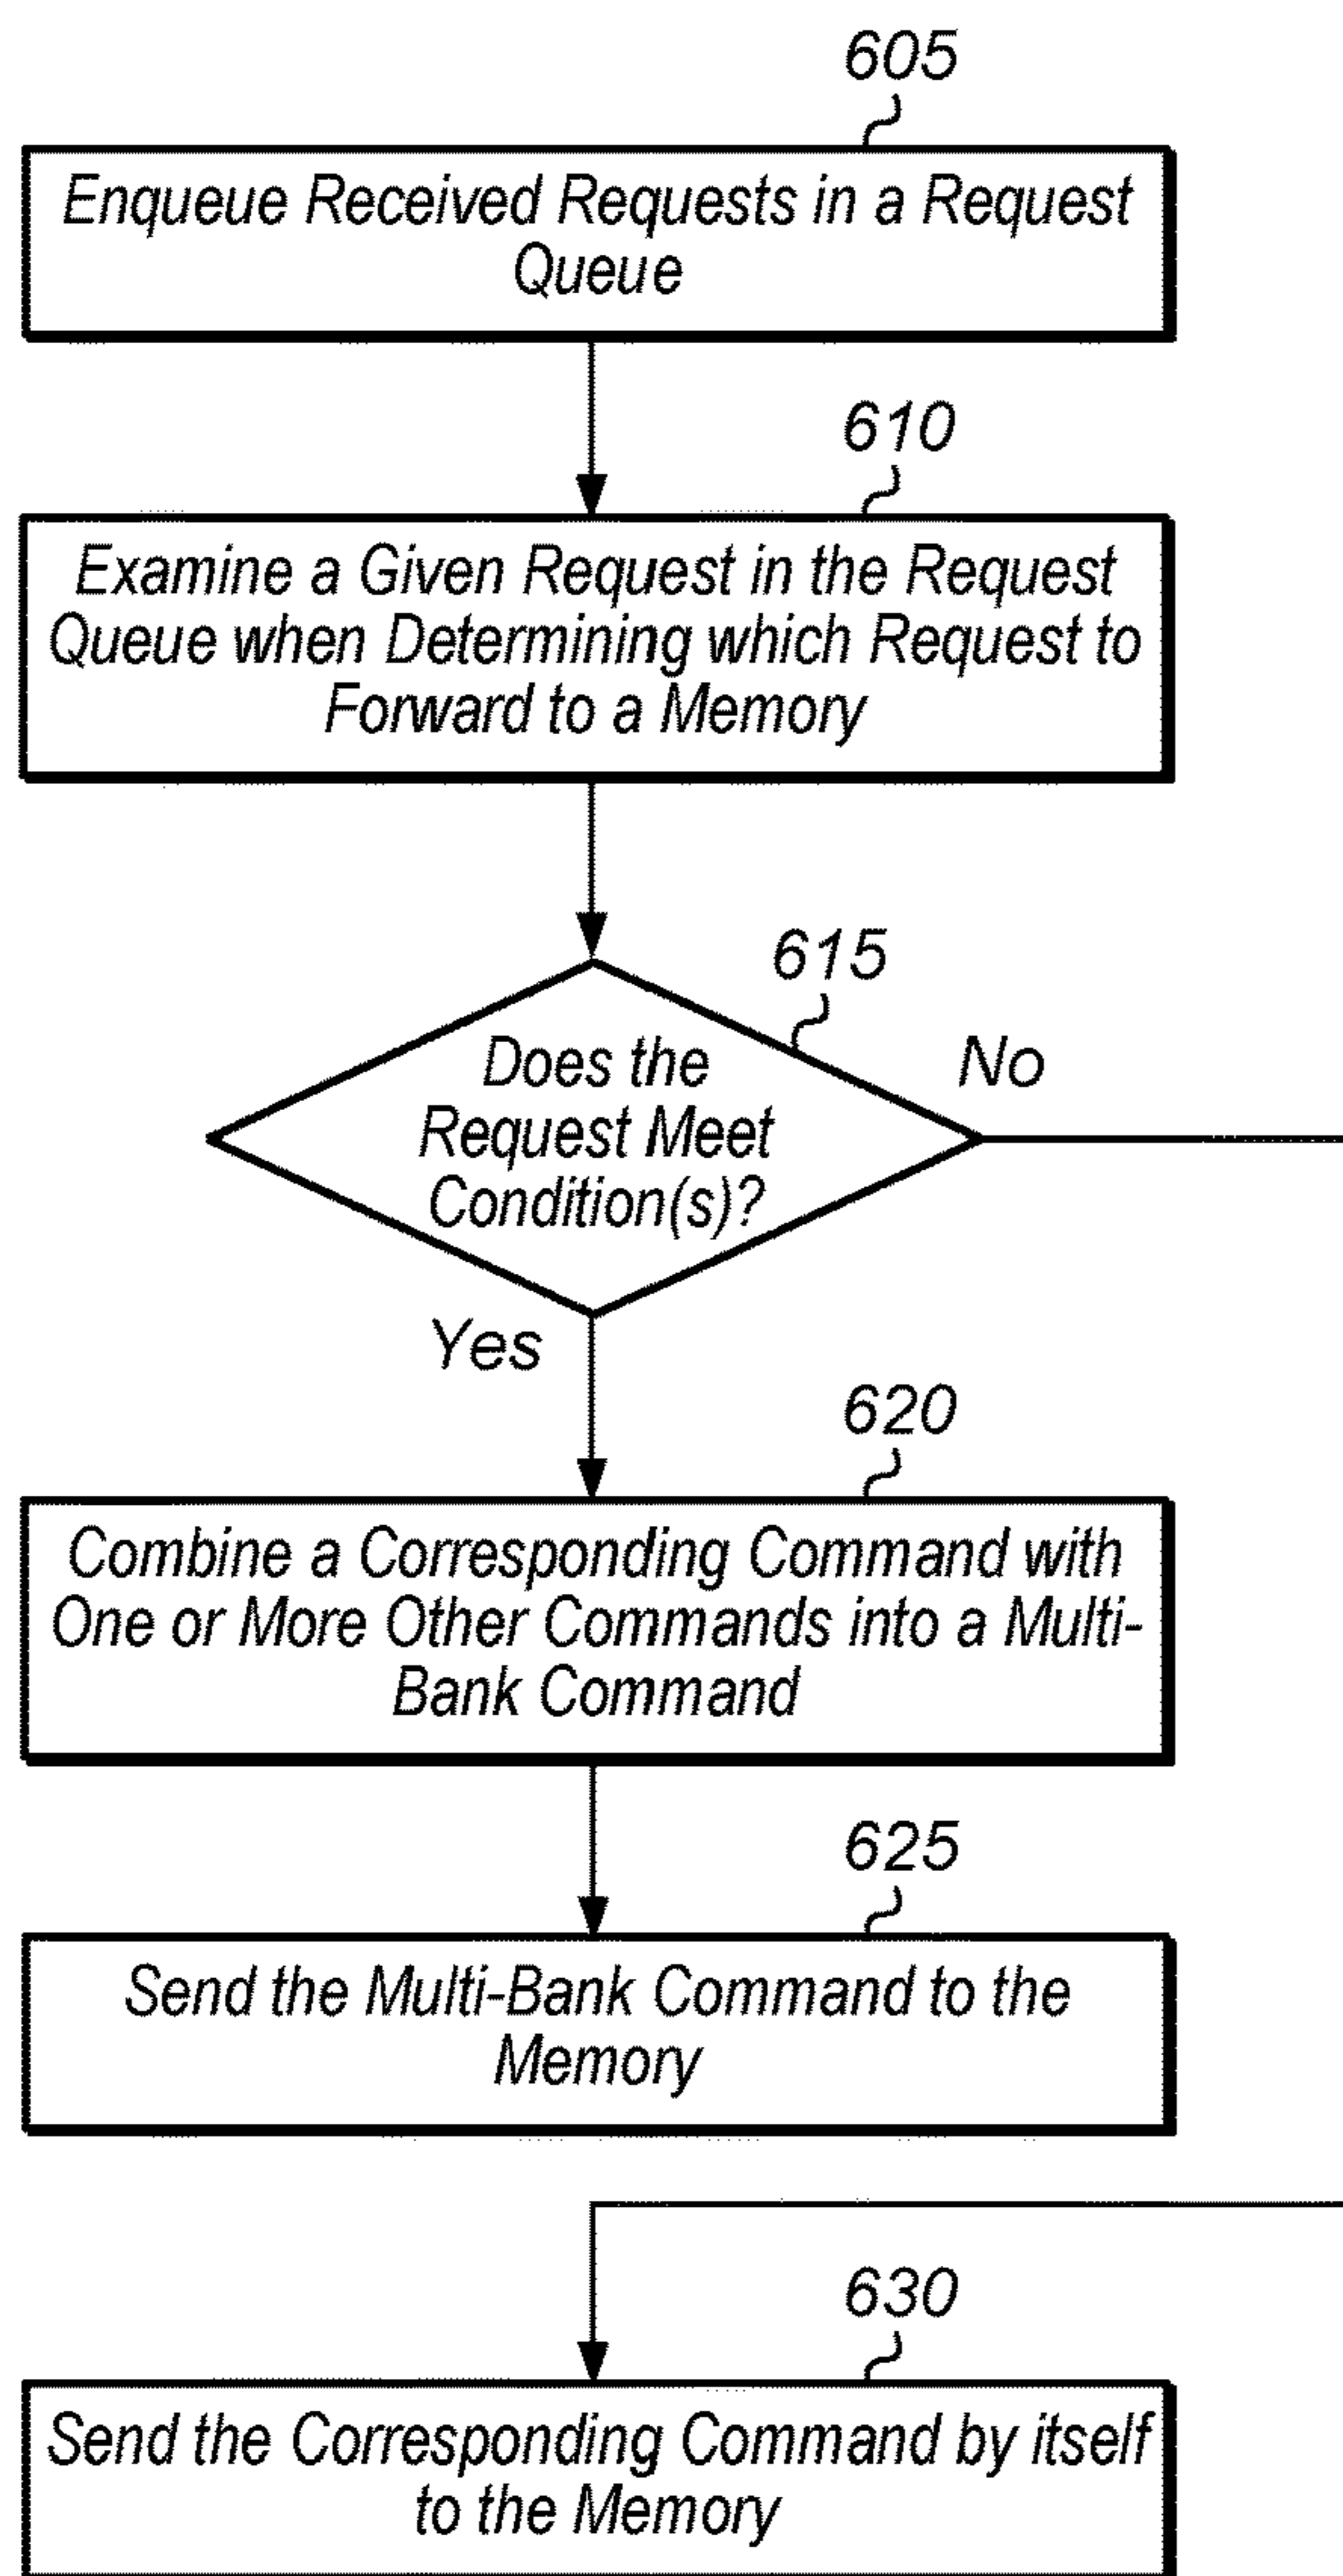 605
Enqueue Received Requests in a Request
Queue
610
Examine a Given Request in the Request
Queue when Determining which Request to
Forward to a Memory
615
Does the
Request Meet
Condition(s)?
No
Yes
620
Combine a Corresponding Command with
One or More Other Commands into a Multi-
Bank Command
625
Send the Multi-Bank Command to the
Memory
630
Send the Corresponding Command by itself
to the Memory